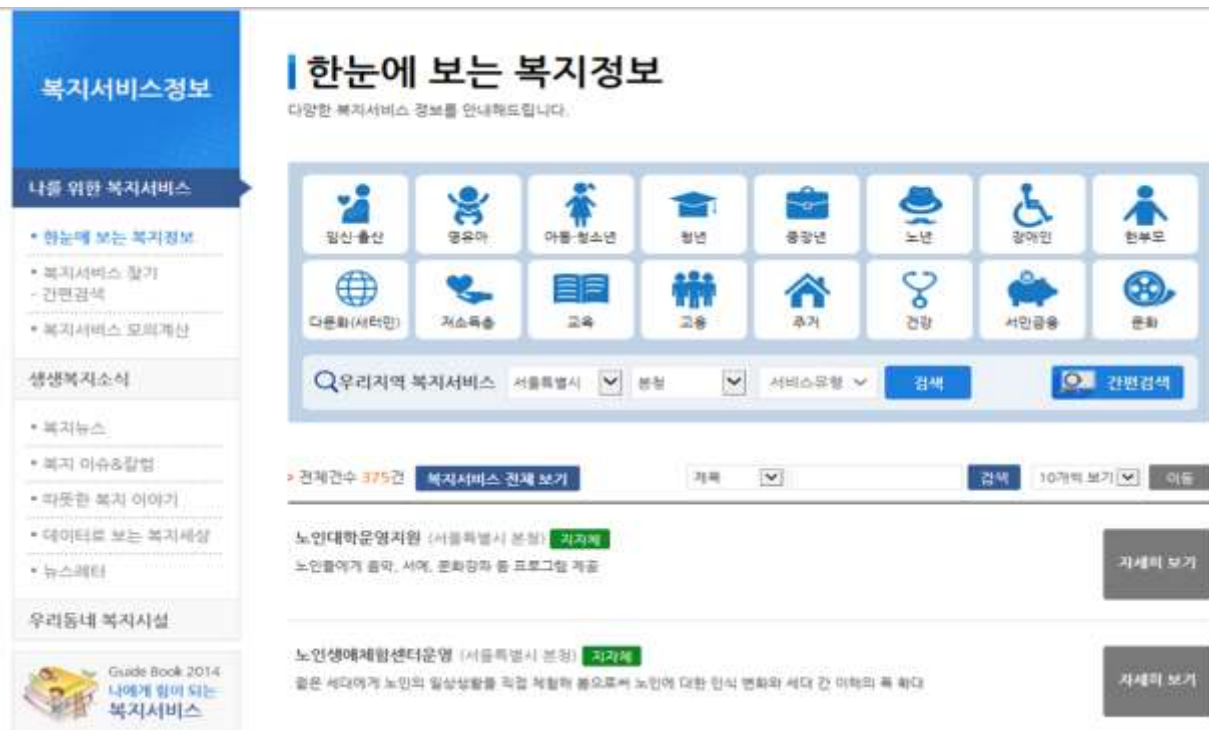 복지서비스정보
나를 위한 복지서비스
• 한눈에 보는 복지정보
• 복지서비스 찾기
- 간편검색
• 복지서비스 모의계산
생생복지소식
• 복지뉴스
• 복지 이슈&칼럼
• 따뜻한 복지 이야기
• 데이터로 보는 복지세상
• 뉴스레터
우리동네 복지시설
Guide Book 2014
나에게 힘이 되는
복지서비스
한눈에 보는 복지정보
다양한 복지서비스 정보를 안내해드립니다.
임신·출산 영유아 아동·청소년 청년 중장년 노년 장애인 한부모
다문화(새터민) 저소득층 교육 고용 주거 건강 서민금융 문화
우리지역 복지서비스 서울특별시 본청 서비스유형 검색 간편검색
전체건수 375건 복지서비스 전체 보기 제목 검색 10개씩 보기 이동
노인대학운영지원 (서울특별시 본청) 지자체
노인들에게 음악, 서예, 문화강좌 등 프로그램 제공
자세히 보기
노인생애체험센터운영 (서울특별시 본청) 지자체
젊은 세대에게 노인의 일상생활을 직접 체험해 봄으로써 노인에 대한 인식 변화와 세대 간 이해의 폭 확대
자세히 보기